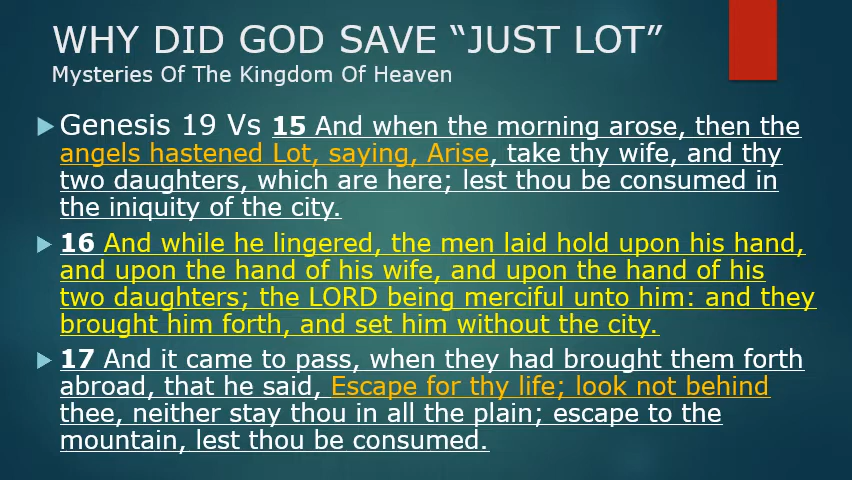 WHY DID GOD SAVE “JUST LOT”
Mysteries Of The Kingdom Of Heaven
Genesis 19 Vs 15 And when the morning arose, then the
angels hastened Lot, saying, Arise, take thy wife, and thy
two daughters, which are here; lest thou be consumed in
the iniquity of the city.
16 And while he lingered, the men laid hold upon his hand,
and upon the hand of his wife, and upon the hand of his
two daughters; the LORD being merciful unto him: and they
brought him forth, and set him without the city.
17 And it came to pass, when they had brought them forth
abroad, that he said, Escape for thy life; look not behind
thee, neither stay thou in all the plain; escape to the
mountain, lest thou be consumed.